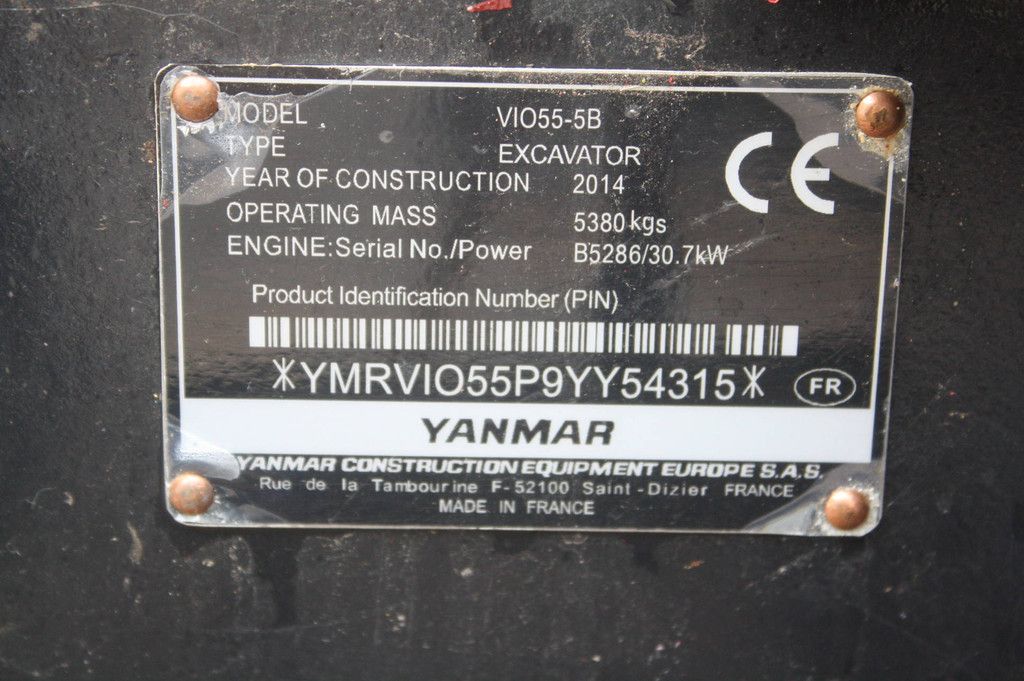 MODEL VIO55-5B
TYPE EXCAVATOR
YEAR OF CONSTRUCTION 2014
OPERATING MASS 5380 kgs
ENGINE:Serial No./Power B5286/30.7kW
CE
Product Identification Number (PIN)
*YMRVIO55P9YY54315* FR
YANMAR
YANMAR CONSTRUCTION EQUIPMENT EUROPE S.A.S.
Rue de la Tambourine F-52100 Saint-Dizier FRANCE
MADE IN FRANCE